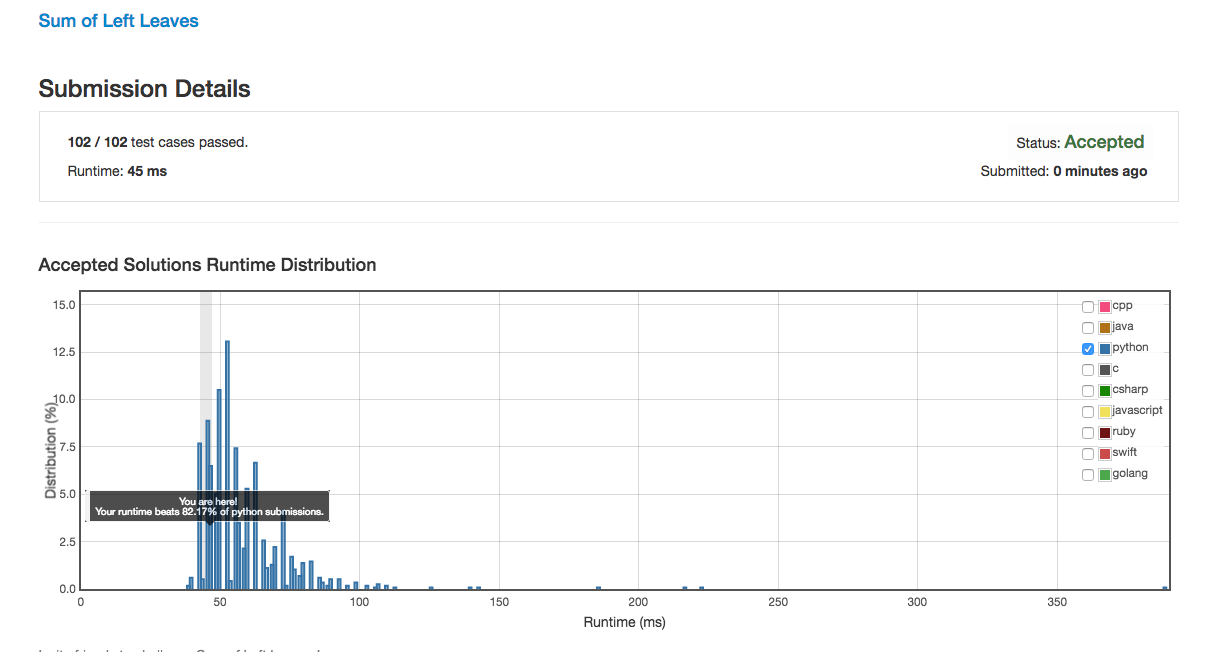 Sum of Left Leaves
Submission Details
102 / 102 test cases passed.
Status: Accepted
Runtime: 45 ms
Submitted: 0 minutes ago
Accepted Solutions Runtime Distribution
15.0
12.5
10.0
7.5
5.0
2.5
0.0
Distribution (%)
You are here!
Your runtime beats 82.17% of python submissions.
cpp
java
python
c
csharp
javascript
ruby
swift
golang
0 50 100 150 200 250 300 350
Runtime (ms)